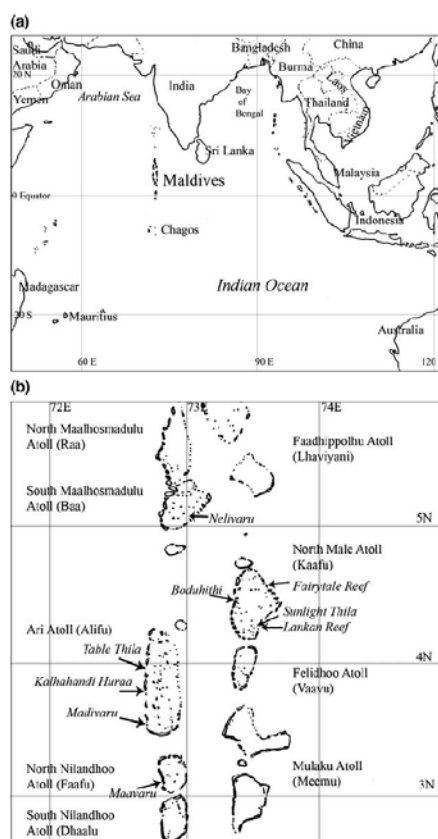 (a)
China
Bangladesh
Saudi
Arabia
Burma
20 N
Oman
India
Laos
Yemen
Arabian Sea
Bay
of
Bengal
Thailand
Vietnam
Sri Lanka
Maldives
Malaysia
0 Equator
Indonesia
Chagos
Madagascar
Indian Ocean
20 S
Mauritius
Australia
60 E
90 E
120
(b)
72E
73E
74E
North Maalhosmadulu
Atoll (Raa)
Faadhippolhu Atoll
(Lhaviyani)
South Maalhosmadulu
Atoll (Baa)
Nelivaru
5N
North Male Atoll
(Kaafu)
Boduhithi
Fairytale Reef
Sunlight Thila
Lankan Reef
Ari Atoll (Alifu)
Table Thila
4N
Kalhahandi Huraa
Felidhoo Atoll
(Vaavu)
Madivaru
North Nilandhoo
Atoll (Faafu)
Mulaku Atoll
(Meemu)
Maavaru
3N
South Nilandhoo
Atoll (Dhaalu